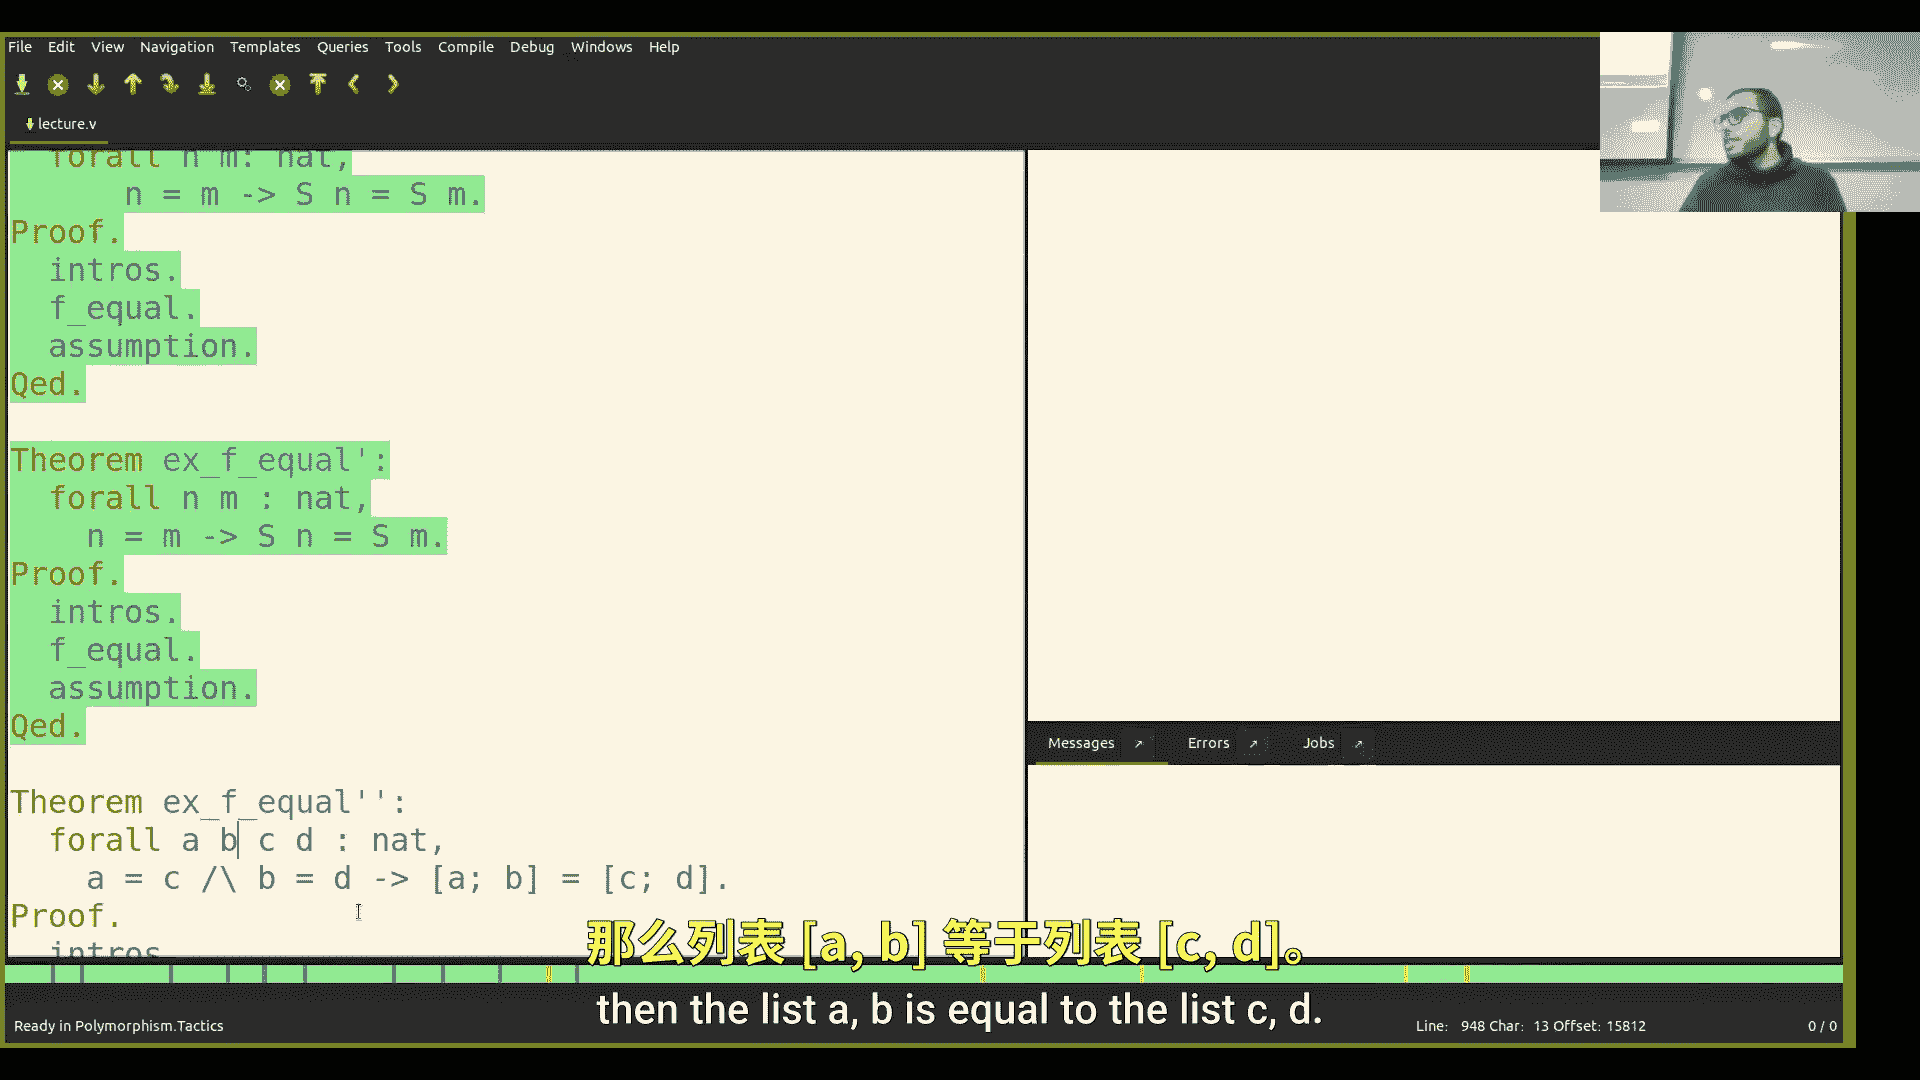 File Edit View Navigation Templates Queries Tools Compile Debug Windows Help
lecture.v
forall n m: nat,
n = m -> S n = S m.
Proof.
intros.
f_equal.
assumption.
Qed.
Theorem ex_f_equal':
forall n m : nat,
n = m -> S n = S m.
Proof.
intros.
f_equal.
assumption.
Qed.
Theorem ex_f_equal'':
forall a b c d : nat,
a = c /\ b = d -> [a; b] = [c; d].
Proof.
intros
Messages Errors Jobs
那么列表 [a, b] 等于列表 [c, d]。
then the list a, b is equal to the list c, d.
Ready in Polymorphism.Tactics
Line: 948 Char: 13 Offset: 15812 0 / 0